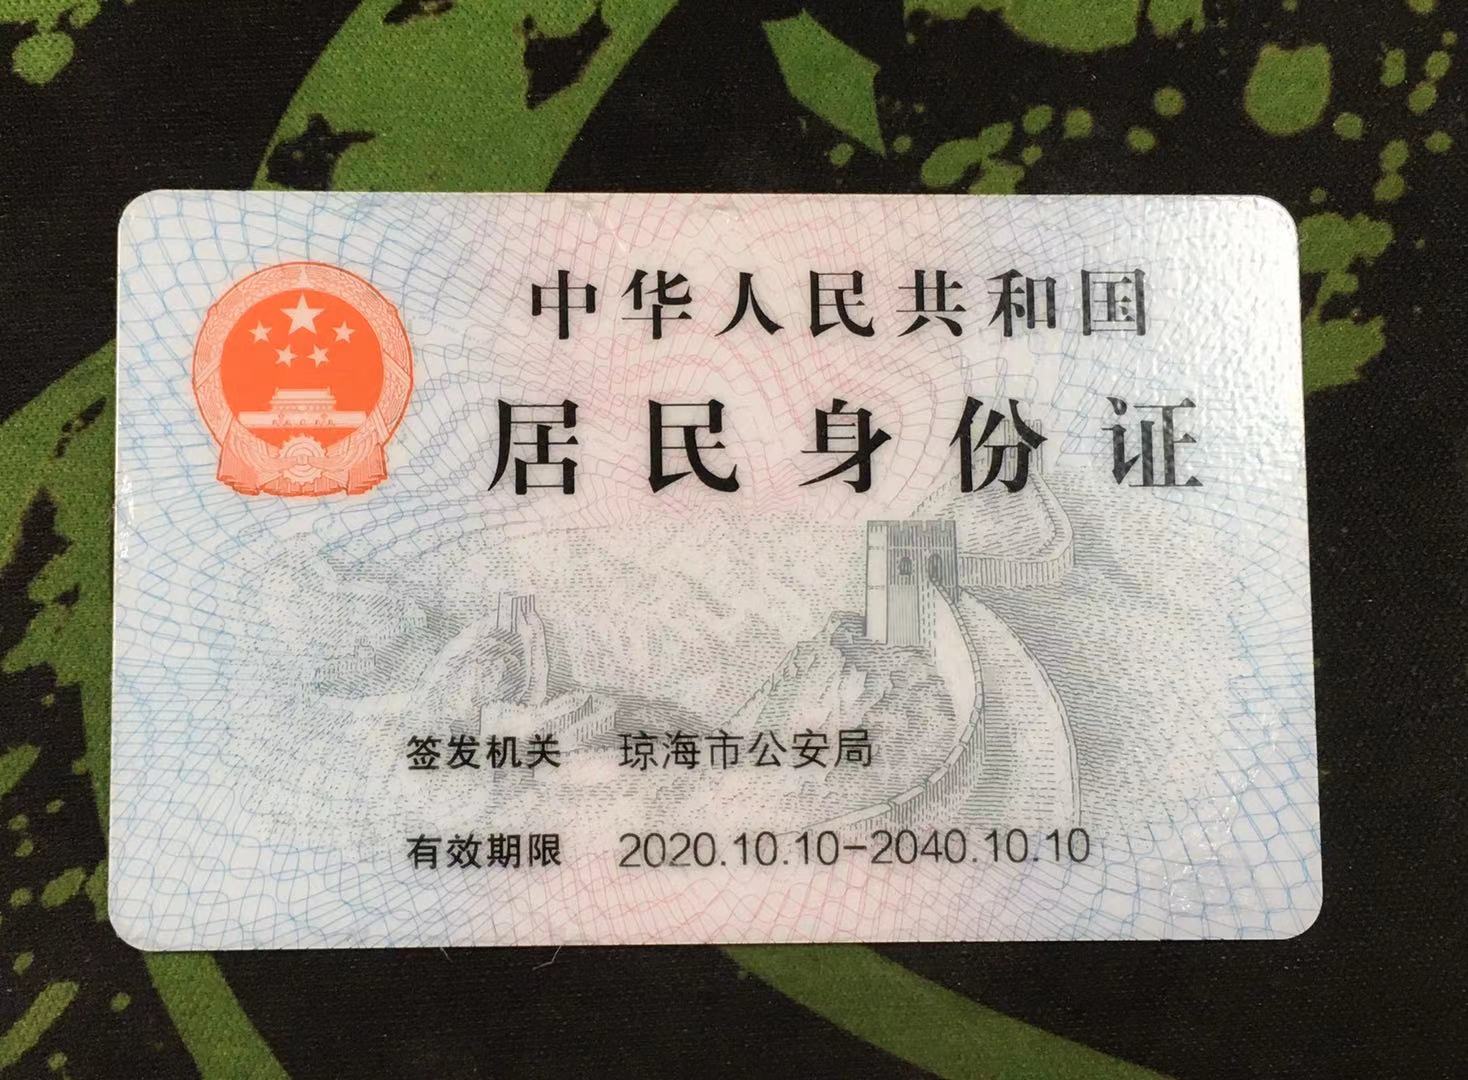 中华人民共和国
居民身份证
签发机关 琼海市公安局
有效期限 2020.10.10-2040.10.10